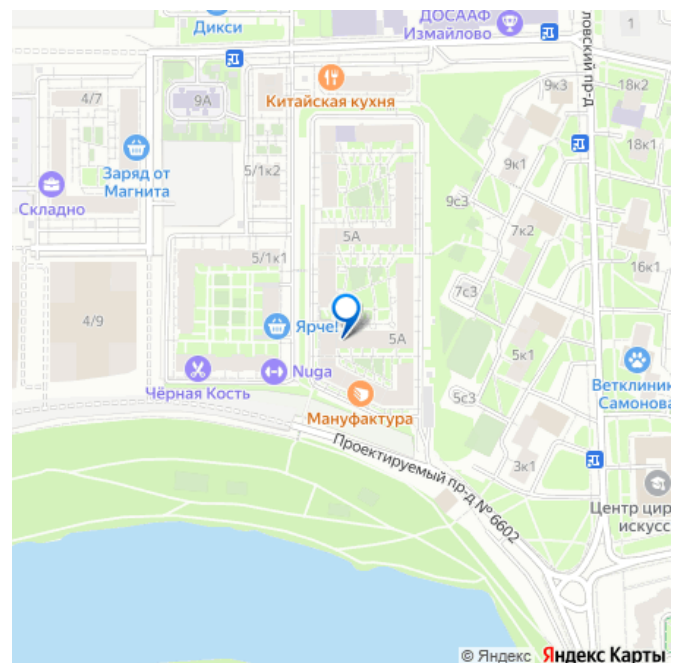 Дикси
ДОСААФ
Измайлово
1
ловский пр-д
4/7
9А
Китайская кухня
9к3
18к2
18к1
Заряд от
Магнита
5/1к2
9к1
Складно
9с3
5А
7к2
5/1к1
16к1
7с3
4/9
Ярче!
5А
5к1
Nuga
Чёрная Кость
Ветклиник
Самонова
5с3
Мануфактура
Проектируемый пр-д № 6602
3к1
Центр цир
искусс
© Яндекс Яндекс Карты